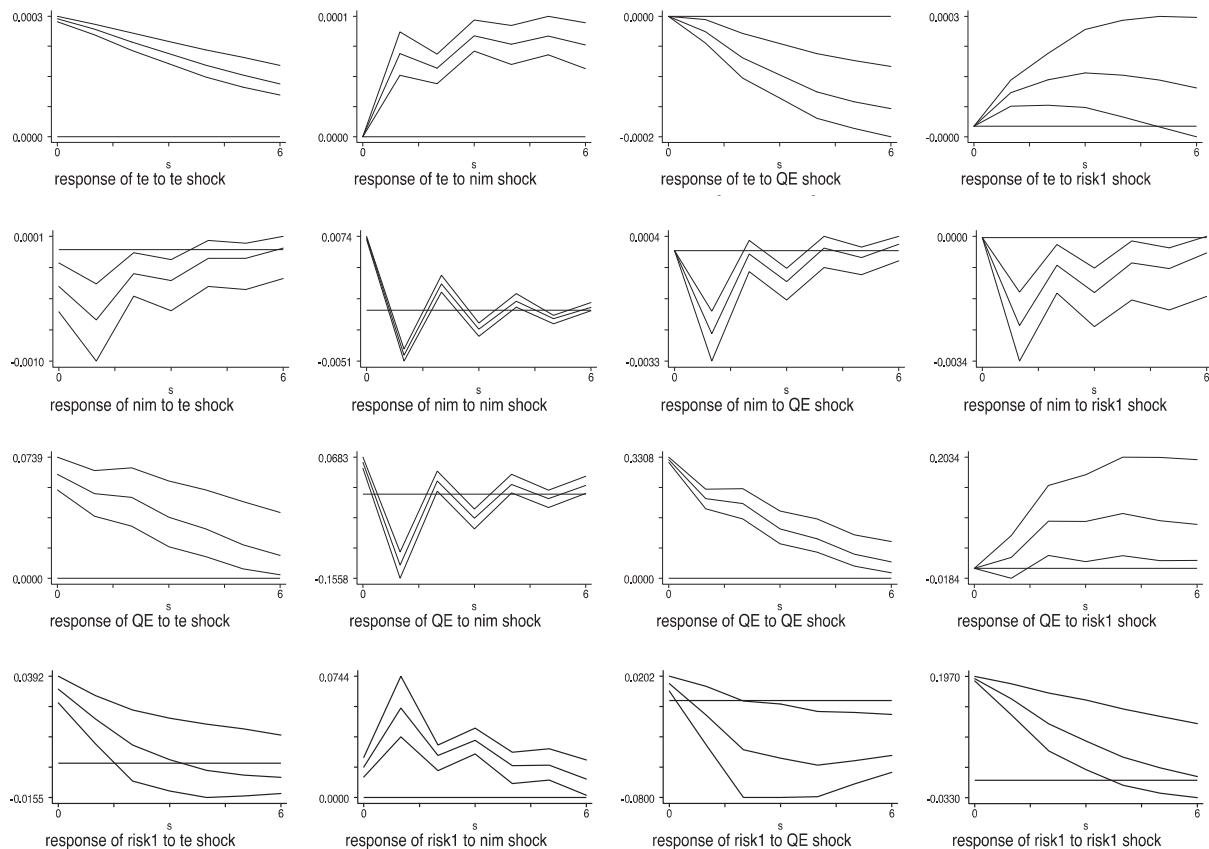 0.0003
0.0000
0 6
s
response of te to te shock
0.0001
0.0000
0 6
s
response of te to nim shock
0.0000
-0.0002
0 6
s
response of te to QE shock
0.0003
-0.0000
0 6
s
response of te to risk1 shock
0.0001
-0.0010
0 6
s
response of nim to te shock
0.0074
-0.0051
0 6
s
response of nim to nim shock
0.0004
-0.0033
0 6
s
response of nim to QE shock
0.0000
-0.0034
0 6
s
response of nim to risk1 shock
0.0739
0.0000
0 6
s
response of QE to te shock
0.0683
-0.1558
0 6
s
response of QE to nim shock
0.3308
0.0000
0 6
s
response of QE to QE shock
0.2034
-0.0184
0 6
s
response of QE to risk1 shock
0.0392
-0.0155
0 6
s
response of risk1 to te shock
0.0744
0.0000
0 6
s
response of risk1 to nim shock
0.0202
-0.0800
0 6
s
response of risk1 to QE shock
0.1970
-0.0330
0 6
s
response of risk1 to risk1 shock